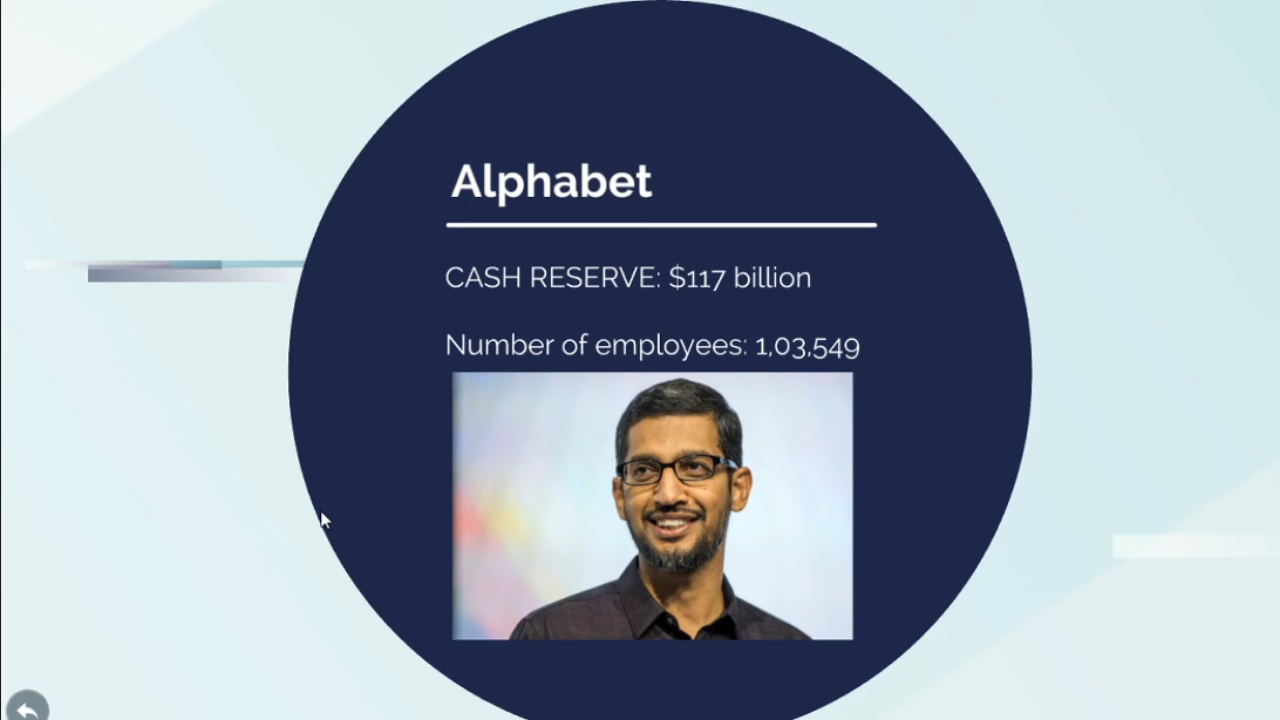 Alphabet
CASH RESERVE: $117 billion
Number of employees: 1,03,549